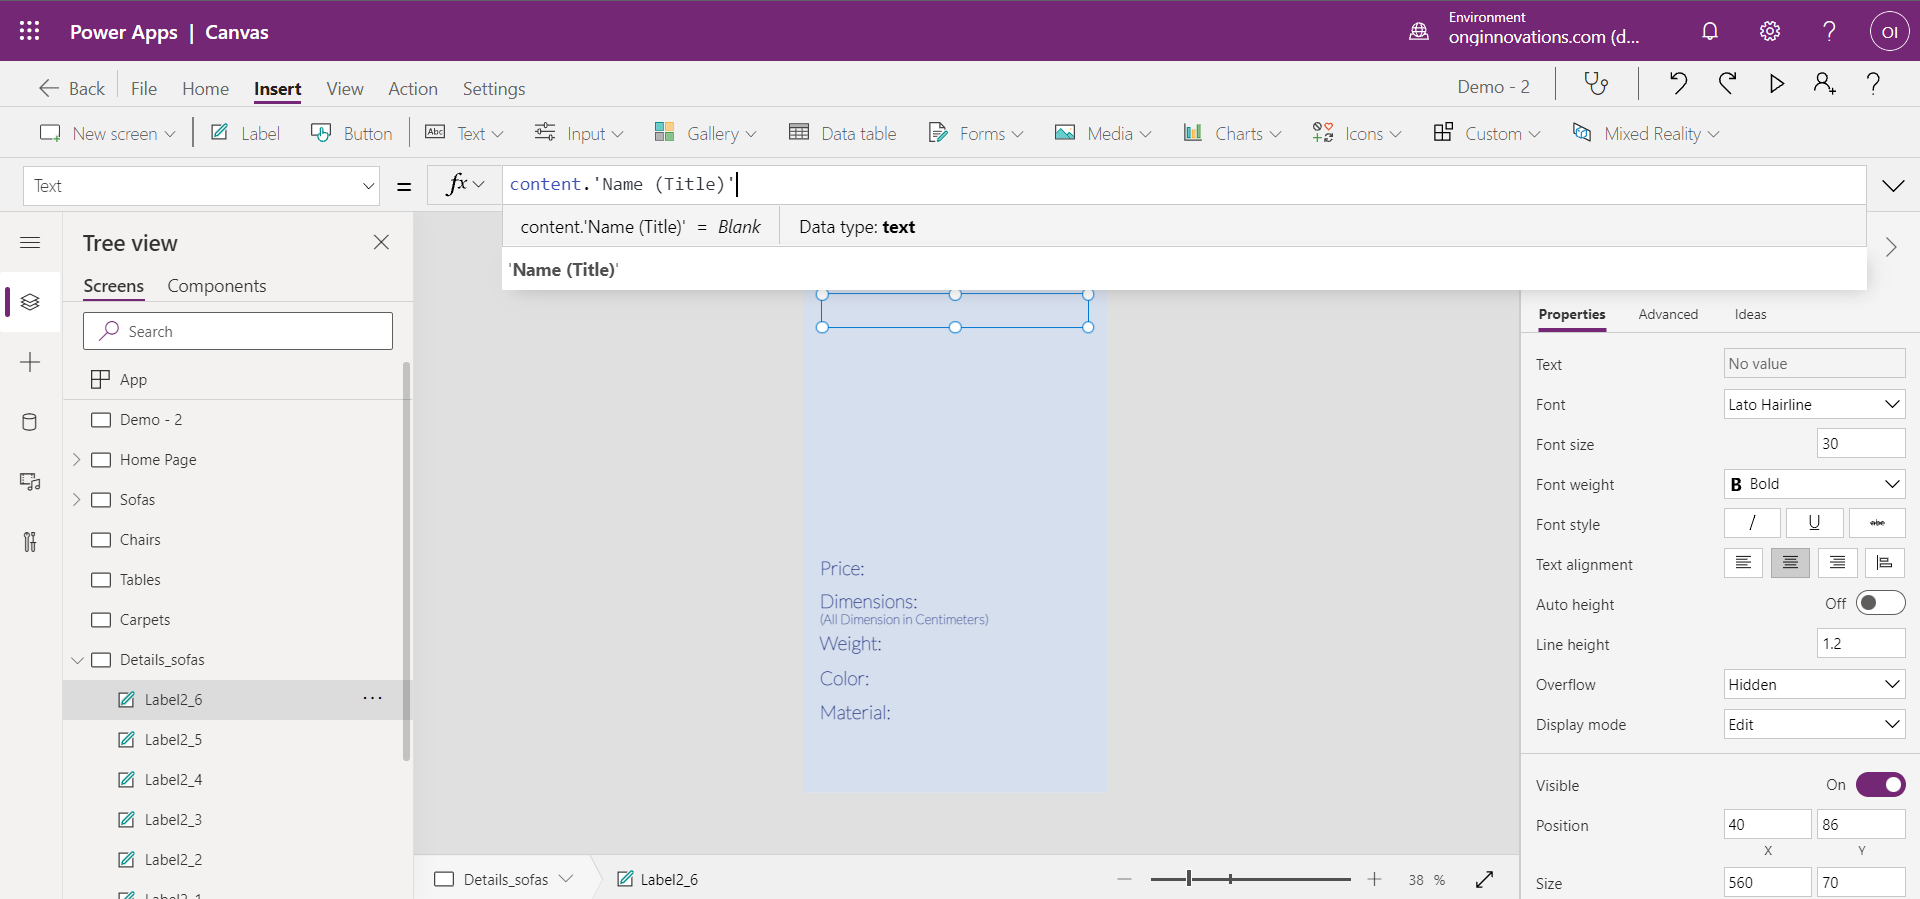 Power Apps | Canvas
Environment
onginnovations.com (d...
OI
Back File Home Insert View Action Settings
Demo - 2
New screen Label Button Text Input Gallery Data table Forms Media Charts Icons Custom Mixed Reality
Text = fx content.'Name (Title)'
content.'Name (Title)' = Blank Data type: text
'Name (Title)'
Tree view
Screens Components
Search
App
Demo - 2
Home Page
Sofas
Chairs
Tables
Carpets
Details_sofas
Label2_6 ...
Label2_5
Label2_4
Label2_3
Label2_2
Label2_1
Price:
Dimensions:
(All Dimension in Centimeters)
Weight:
Color:
Material:
Details_sofas Label2_6
38 %
Properties Advanced Ideas
Text No value
Font Lato Hairline
Font size 30
Font weight B Bold
Font style / U abc
Text alignment
Auto height Off
Line height 1.2
Overflow Hidden
Display mode Edit
Visible On
Position 40 86
X Y
Size 560 70